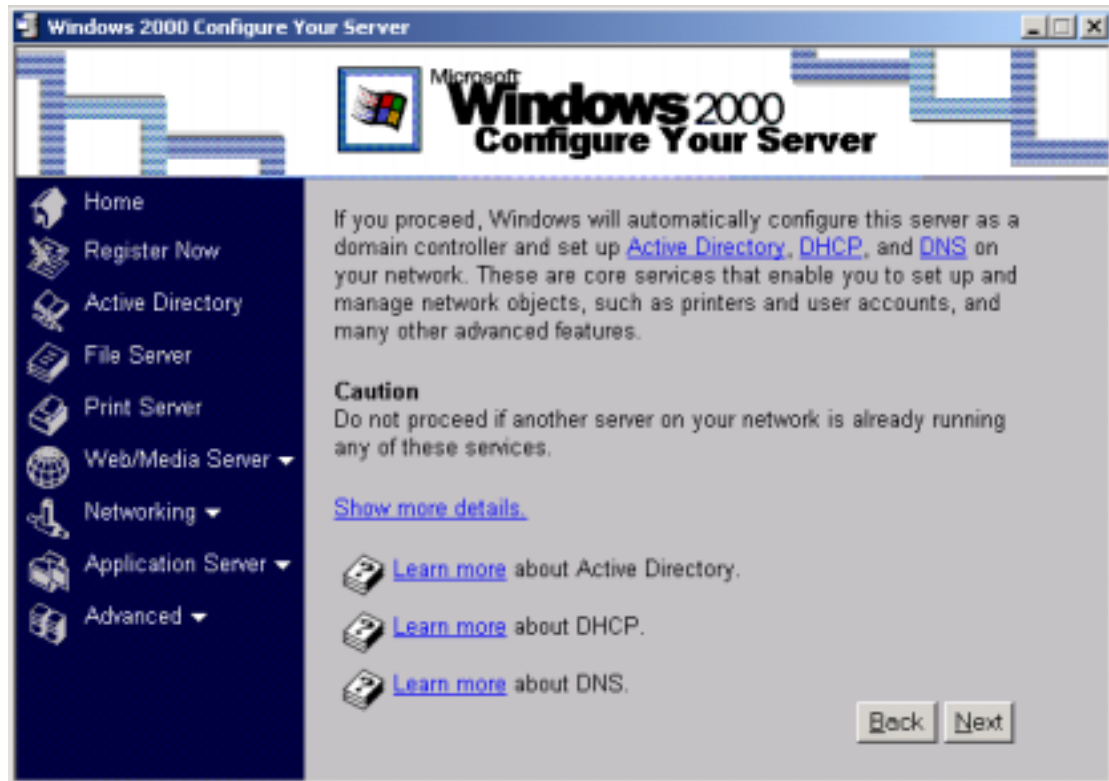 Windows 2000 Configure Your Server
Microsoft
Windows 2000
Configure Your Server
Home
Register Now
Active Directory
File Server
Print Server
Web/Media Server
Networking
Application Server
Advanced
If you proceed, Windows will automatically configure this server as a
domain controller and set up Active Directory, DHCP, and DNS on
your network. These are core services that enable you to set up and
manage network objects, such as printers and user accounts, and
many other advanced features.
Caution
Do not proceed if another server on your network is already running
any of these services.
Show more details.
Learn more about Active Directory.
Learn more about DHCP.
Learn more about DNS.
Back Next